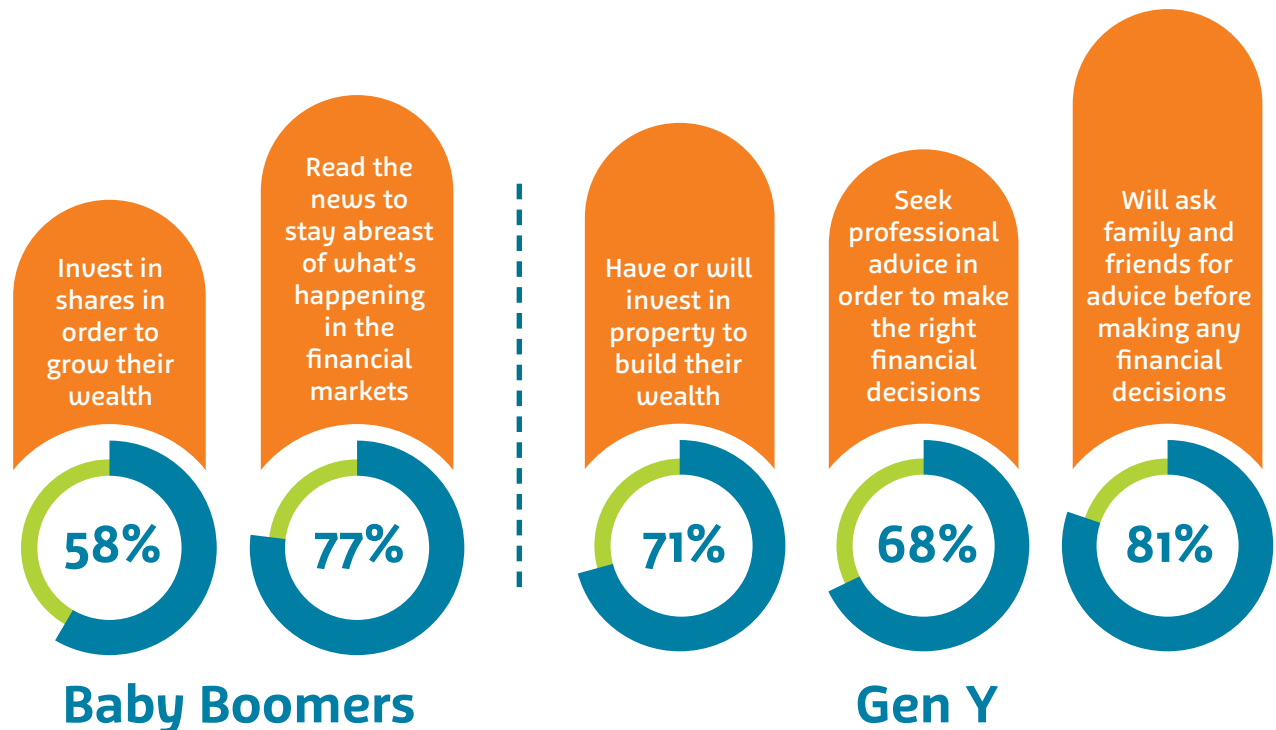 Invest in
shares in
order to
grow their
wealth
58%
Read the
news to
stay abreast
of what's
happening
in the
financial
markets
77%
Baby Boomers
Have or will
invest in
property to
build their
wealth
71%
Seek
professional
advice in
order to make
the right
financial
decisions
68%
Will ask
family and
friends for
advice before
making any
financial
decisions
81%
Gen Y